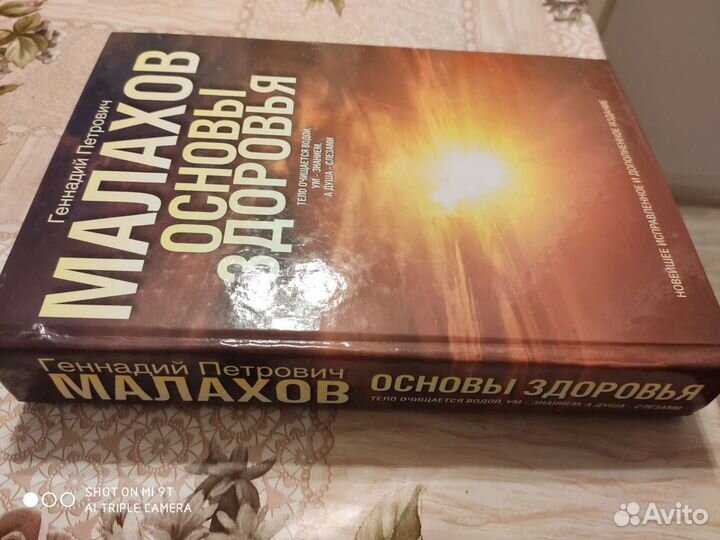 Геннадий Петрович
МАЛАХОВ
ОСНОВЫ
ЗДОРОВЬЯ
ТЕЛО ОЧИЩАЕТСЯ ВОДОЙ,
УМ - ЗНАНИЕМ,
А ДУША - СЛЕЗАМИ
НОВЕЙШЕЕ ИСПРАВЛЕННОЕ И ДОПОЛНЕННОЕ ИЗДАНИЕ
Геннадий Петрович
МАЛАХОВ
ОСНОВЫ ЗДОРОВЬЯ
ТЕЛО ОЧИЩАЕТСЯ ВОДОЙ, УМ - ЗНАНИЕМ, А ДУША - СЛЕЗАМИ
SHOT ON MI 9T
AI TRIPLE CAMERA
Avito